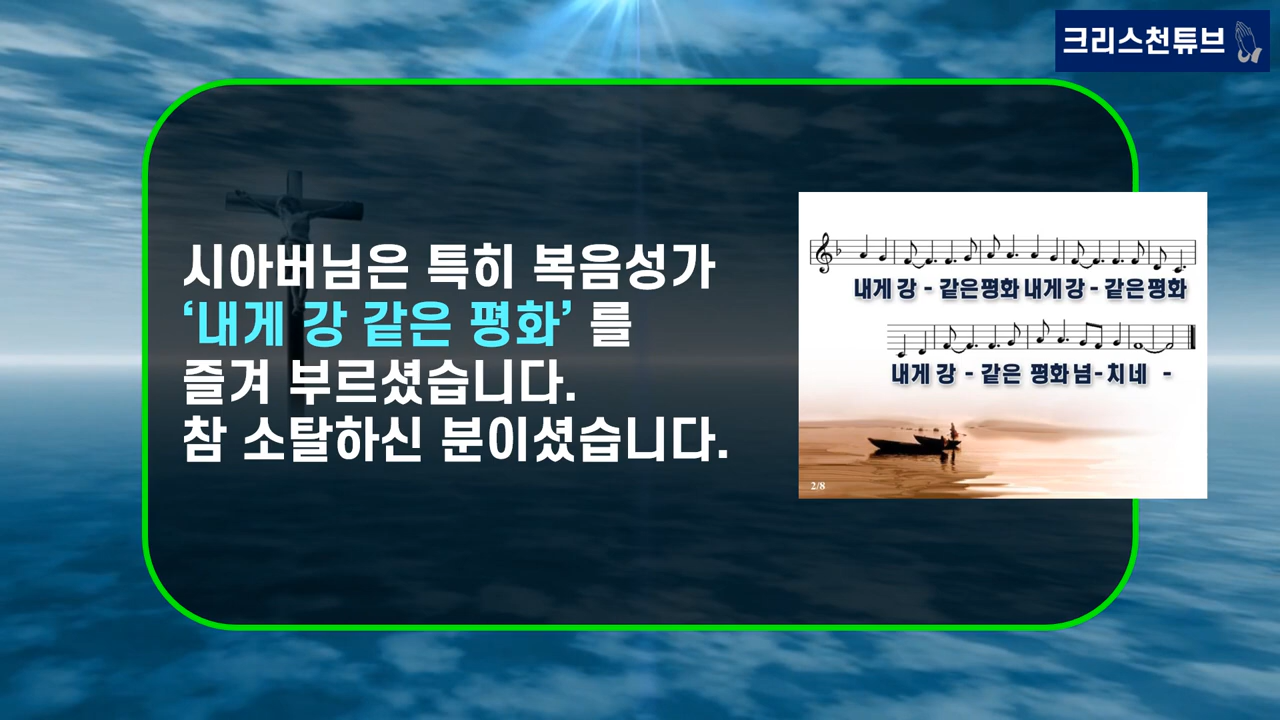 크리스천튜브
시아버님은 특히 복음성가
‘내게 강 같은 평화’ 를
즐겨 부르셨습니다.
참 소탈하신 분이셨습니다.
내게 강 - 같은평화 내게 강 - 같은평화
내게 강 - 같은 평화 넘-치네 -
2/8